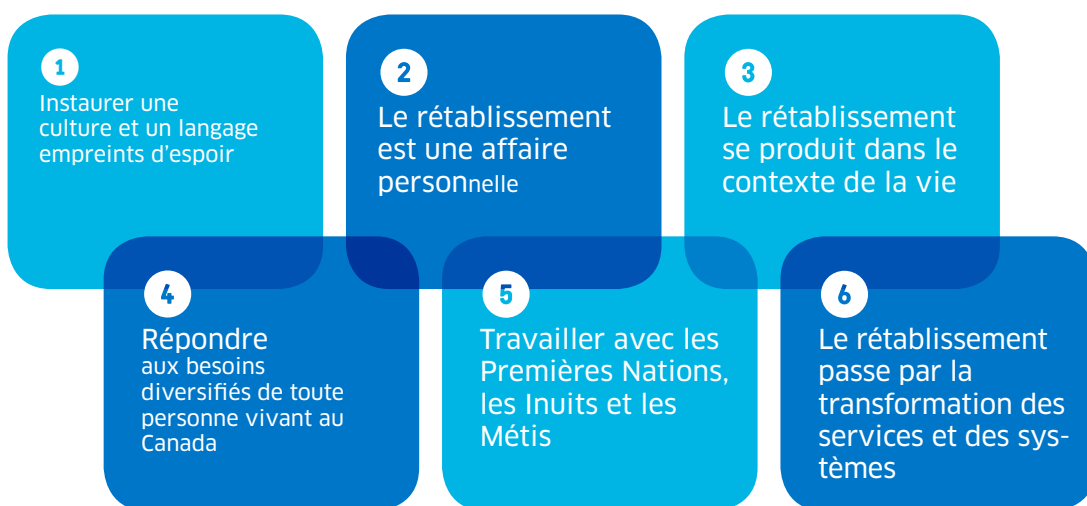 1
Instaurer une
culture et un langage
empreints d'espoir
2
Le rétablissement
est une affaire
personnelle
3
Le rétablissement
se produit dans le
contexte de la vie
4
Répondre
aux besoins
diversifiés de toute
personne vivant au
Canada
5
Travailler avec les
Premières Nations,
les Inuits et les
Métis
6
Le rétablissement
passe par la
transformation des
services et des sys-
tèmes